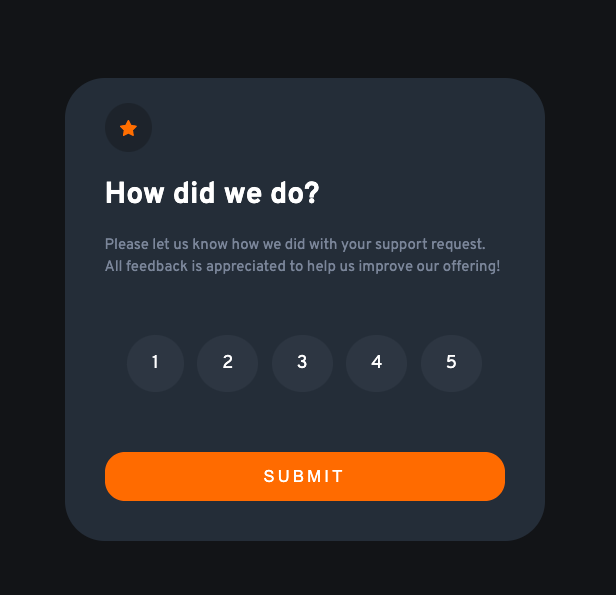 How did we do?
Please let us know how we did with your support request.
All feedback is appreciated to help us improve our offering!
1 2 3 4 5
SUBMIT